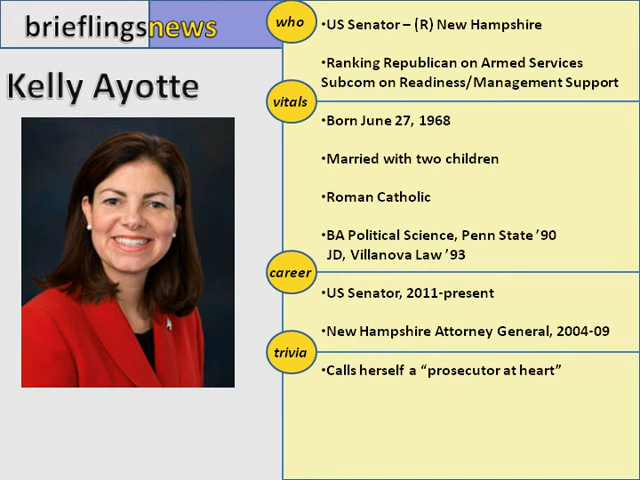 brieflingsnews
Kelly Ayotte
who
•US Senator – (R) New Hampshire
•Ranking Republican on Armed Services
Subcom on Readiness/Management Support
vitals
•Born June 27, 1968
•Married with two children
•Roman Catholic
•BA Political Science, Penn State ’90
JD, Villanova Law ’93
career
•US Senator, 2011-present
•New Hampshire Attorney General, 2004-09
trivia
•Calls herself a “prosecutor at heart”